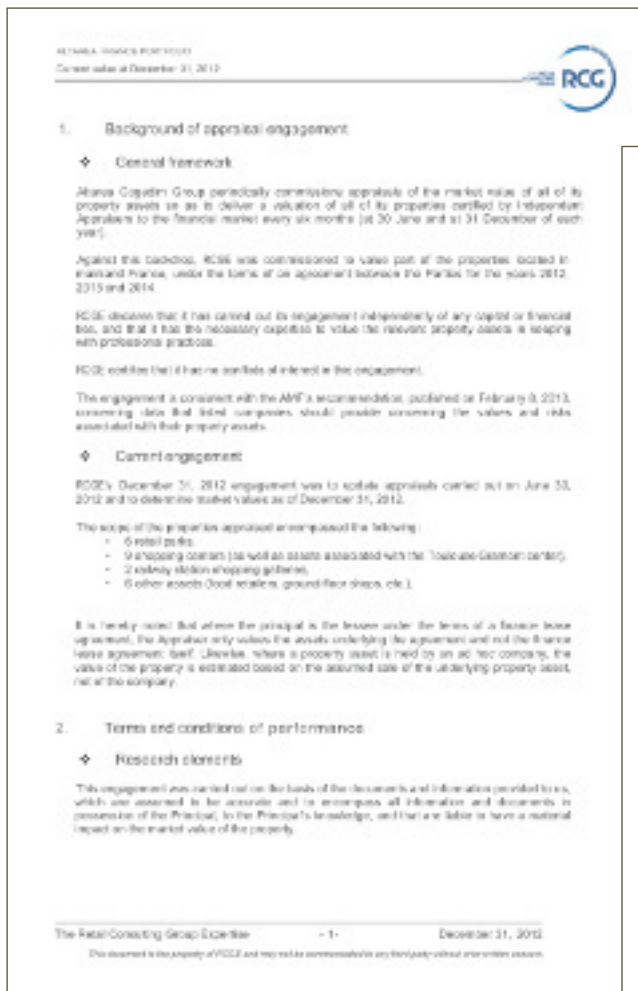 ALTAREA FRANCE PORTFOLIO
Current value at December 31, 2012
RCG
1. Background of appraisal engagement
❖ General framework
Altarea Cogedim Group periodically commissions appraisals of the market value of all of its
property assets so as to deliver a valuation of all of its properties certified by Independent
Appraisers to the financial market every six months (at 30 June and at 31 December of each
year).
Against this backdrop, RCGE was commissioned to value part of the properties located in
mainland France, under the terms of an agreement between the Parties for the years 2012,
2013 and 2014.
RCGE declares that it has carried out its engagement independently of any capital or financial
ties, and that it has the necessary expertise to value the relevant property assets in keeping
with professional practices.
RCGE certifies that it has no conflicts of interest in this engagement.
The engagement is consistent with the AMF's recommendation, published on February 8, 2010,
concerning data that listed companies should provide concerning the values and risks
associated with their property assets.
❖ Current engagement
RCGE's December 31, 2012 engagement was to update appraisals carried out on June 30,
2012 and to determine market values as of December 31, 2012.
The scope of the properties appraised encompassed the following:
- 6 retail parks,
- 9 shopping centers (as well as assets associated with the Toulouse-Gramont center),
- 2 railway station shopping galleries,
- 6 other assets (food retailers, ground-floor shops, etc.).
It is hereby noted that where the principal is the lessee under the terms of a finance lease
agreement, the Appraiser only values the assets underlying the agreement and not the finance
lease agreement itself. Likewise, where a property asset is held by an ad hoc company, the
value of the property is estimated based on the assumed sale of the underlying property asset,
not of the company.
2. Terms and conditions of performance
❖ Research elements
This engagement was carried out on the basis of the documents and information provided to us,
which are assumed to be accurate and to encompass all information and documents in
possession of the Principal, to the Principal's knowledge, and that are liable to have a material
impact on the market value of the property.
The Retail Consulting Group Expertise - 1 - December 31, 2012
This document is the property of RCGE and may not be communicated to any third party without prior written consent.